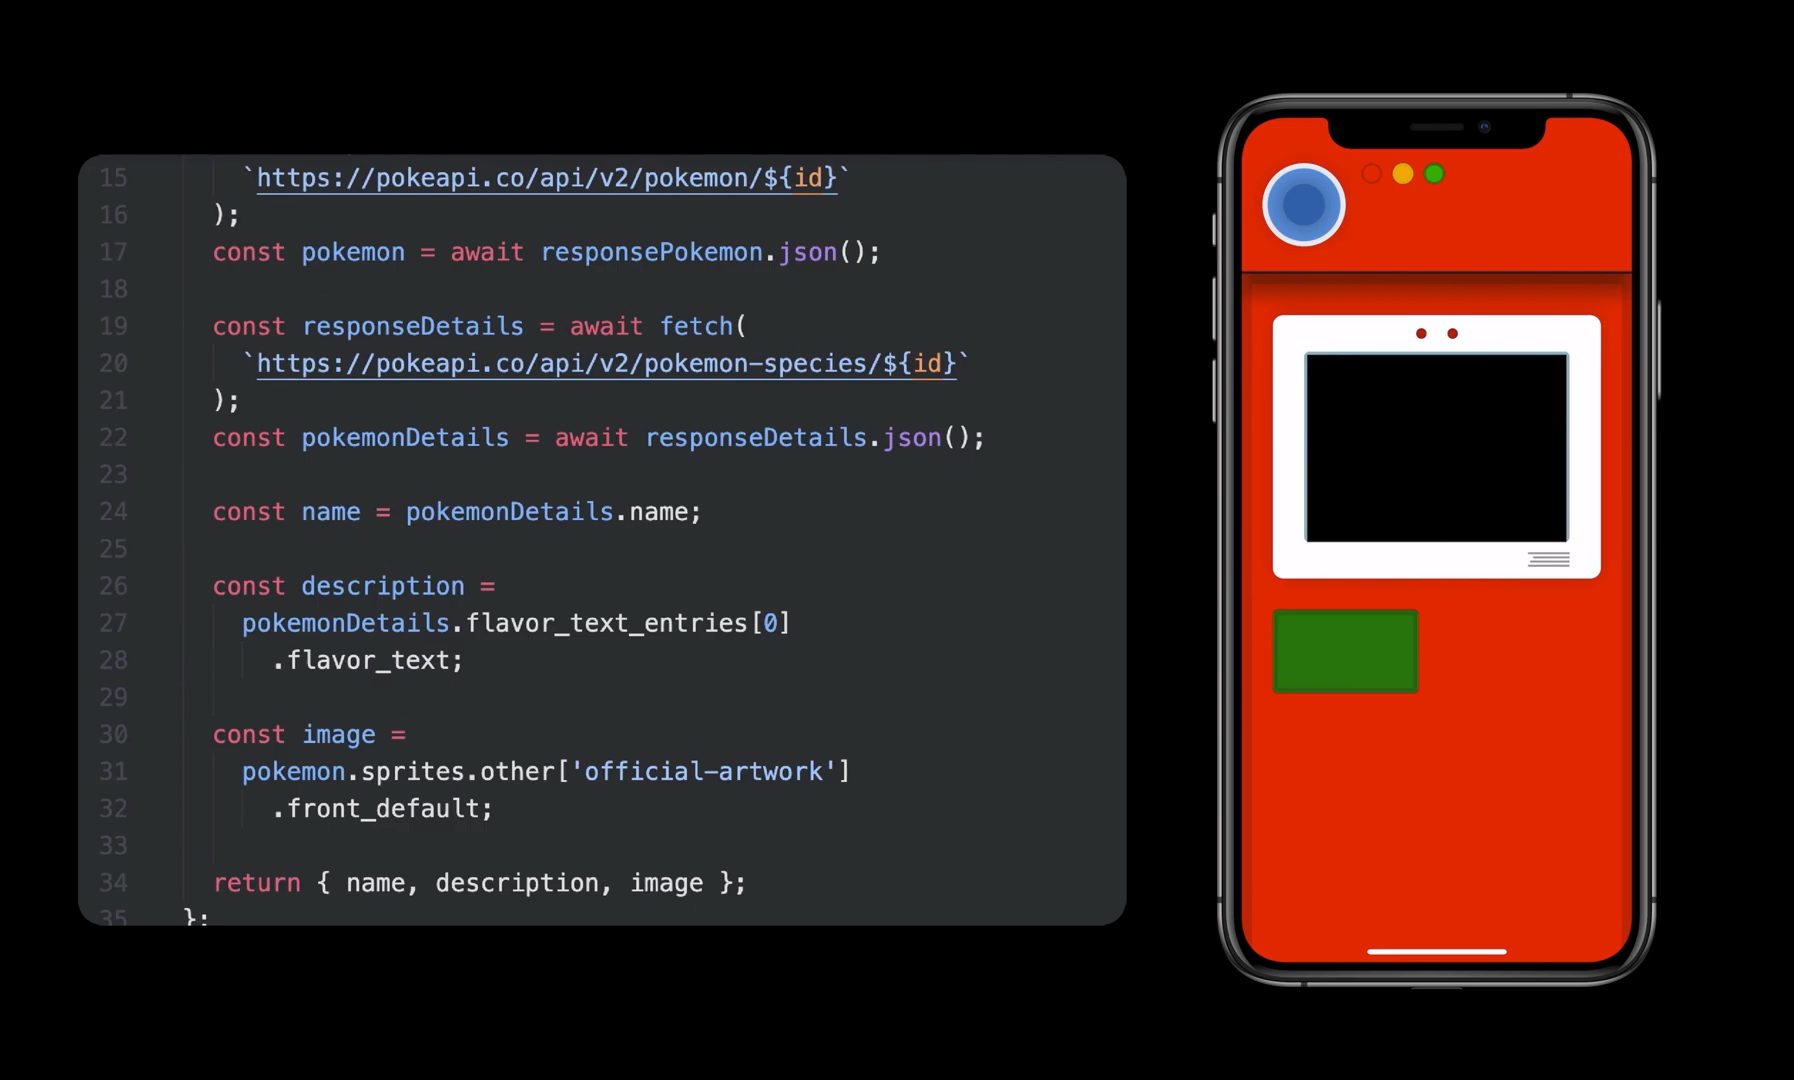 15 `https://pokeapi.co/api/v2/pokemon/${id}`
16 );
17 const pokemon = await responsePokemon.json();
18
19 const responseDetails = await fetch(
20 `https://pokeapi.co/api/v2/pokemon-species/${id}`
21 );
22 const pokemonDetails = await responseDetails.json();
23
24 const name = pokemonDetails.name;
25
26 const description =
27 pokemonDetails.flavor_text_entries[0]
28 .flavor_text;
29
30 const image =
31 pokemon.sprites.other['official-artwork']
32 .front_default;
33
34 return { name, description, image };
35 };